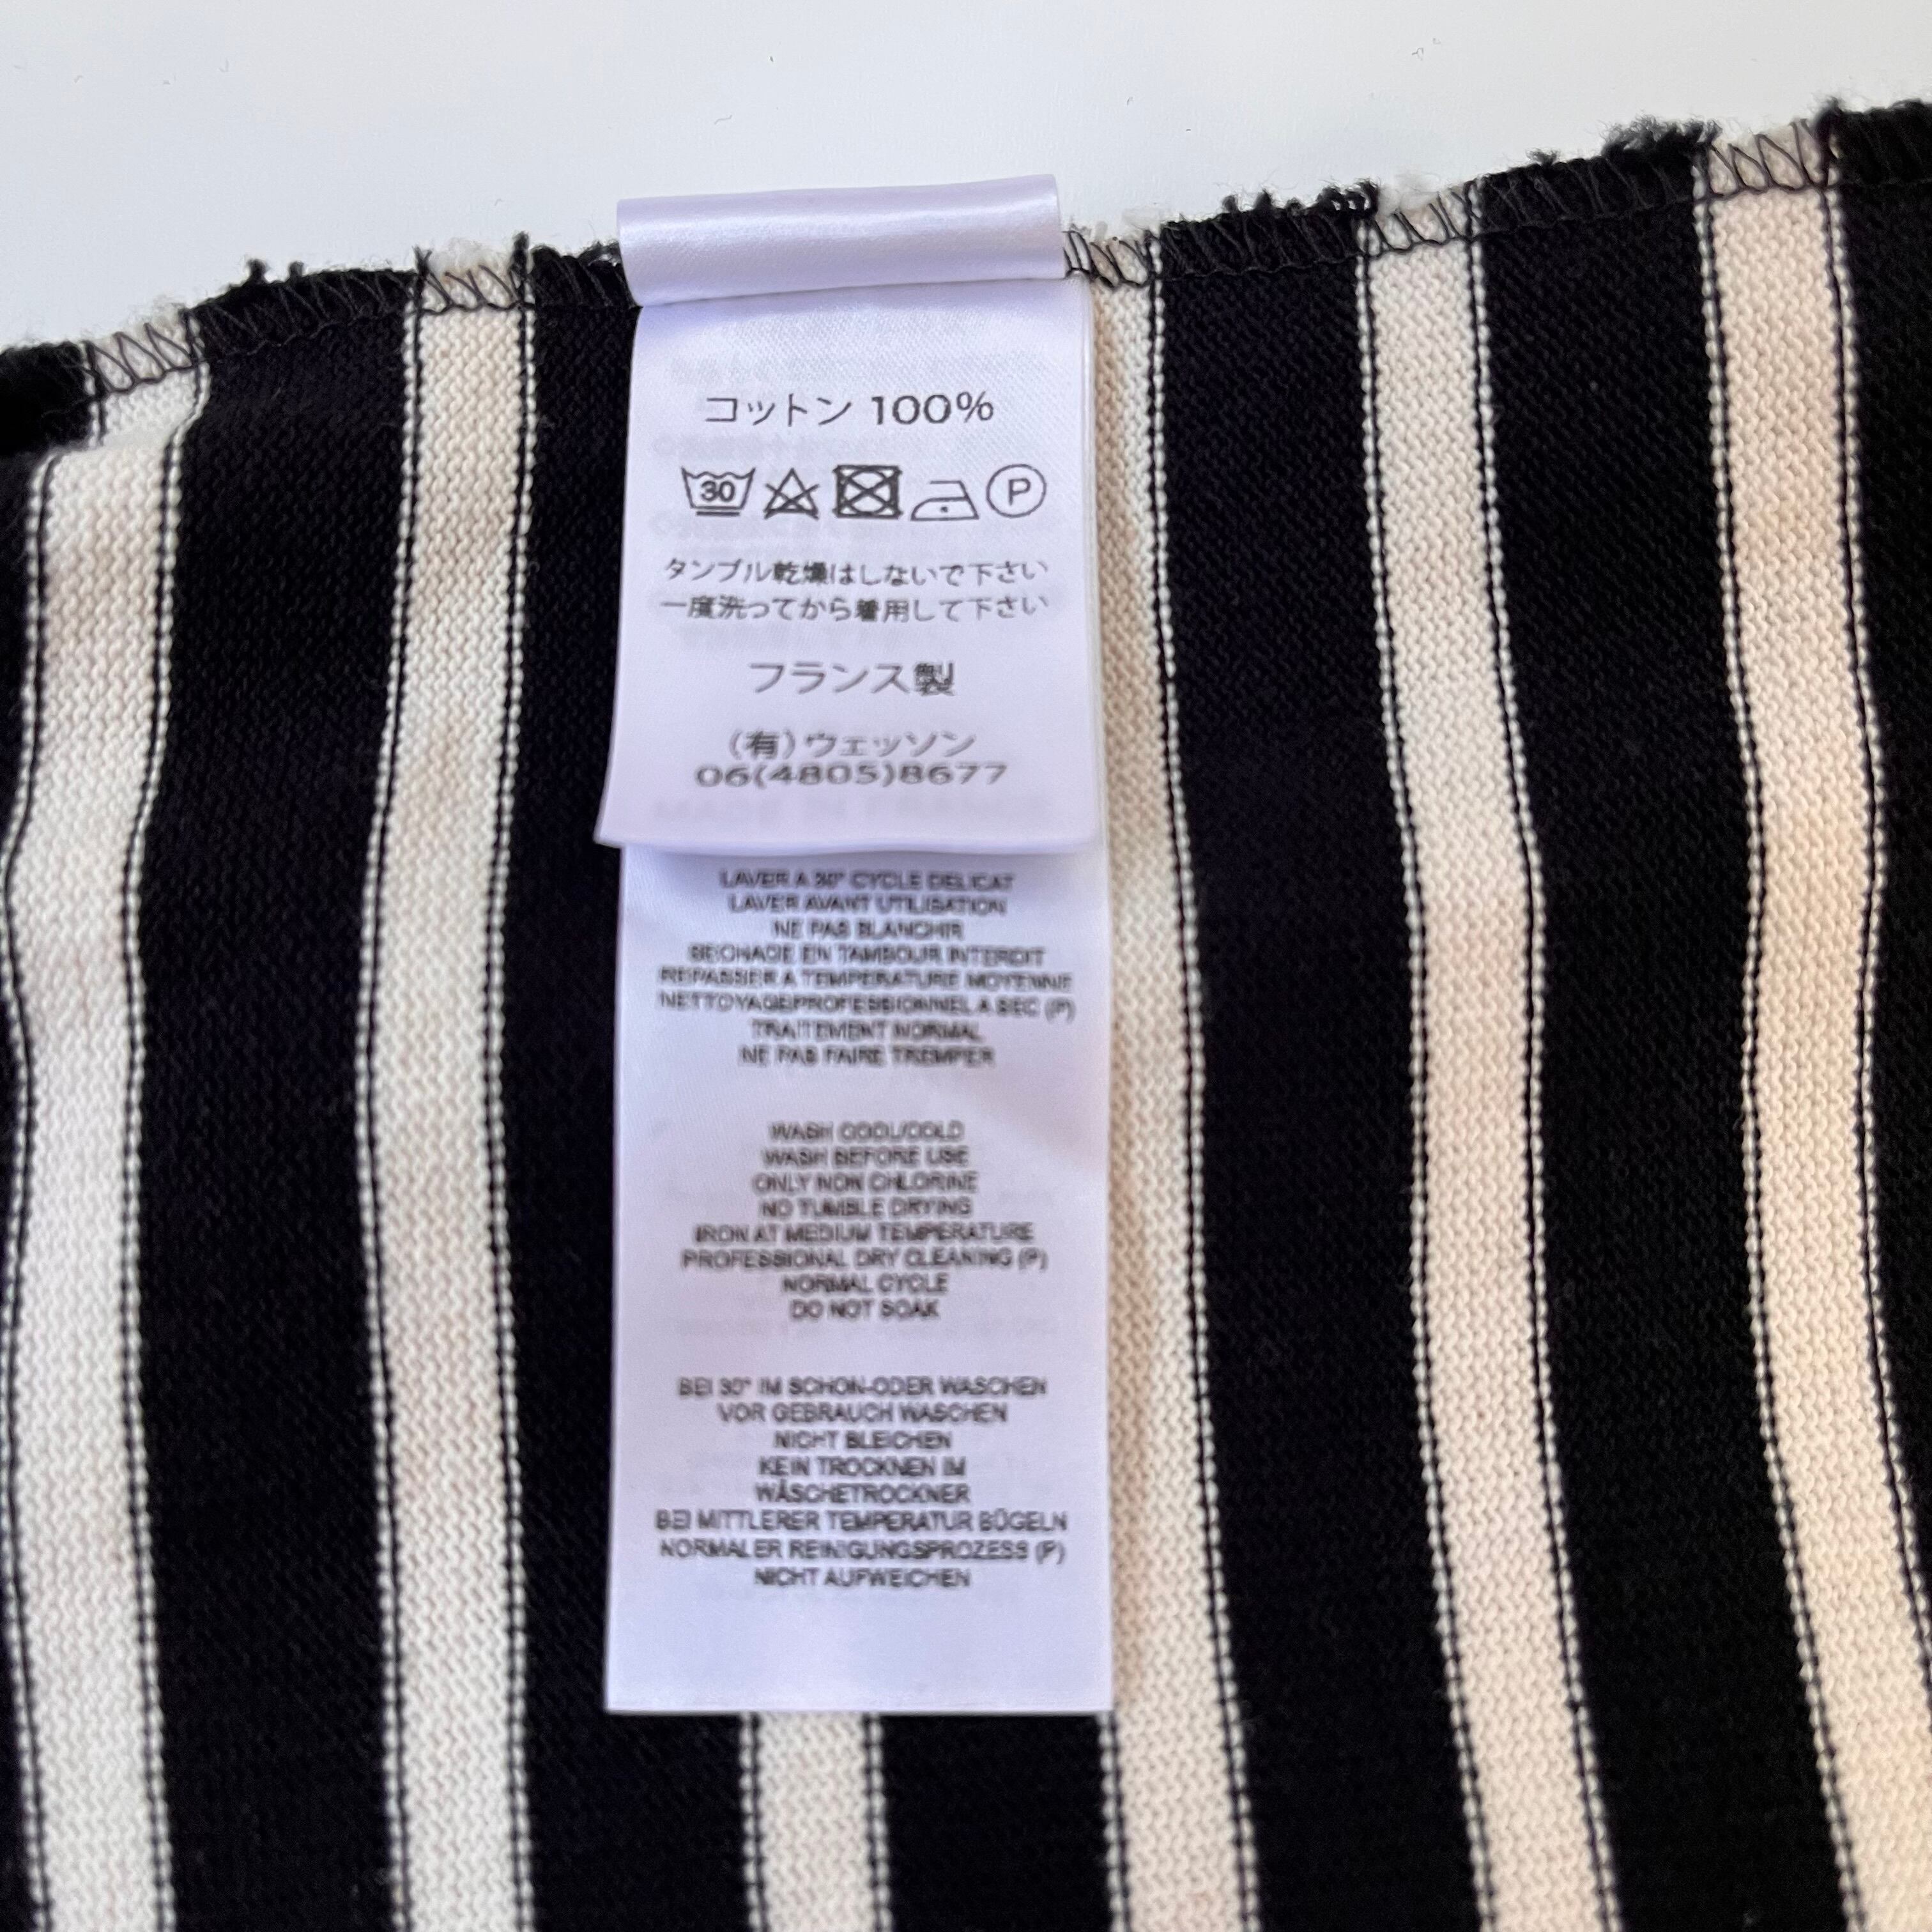 コットン 100%
30 P
タンブル乾燥はしないで下さい
一度洗ってから着用して下さい
フランス製
(有)ウェッソン
06(4805)8677
LAVER A 30° CYCLE DELICAT
LAVER AVANT UTILISATION
NE PAS BLANCHIR
SECHAGE EN TAMBOUR INTERDIT
REPASSER A TEMPERATURE MOYENNE
NETTOYAGEPROFESSIONNEL A SEC (P)
TRAITEMENT NORMAL
NE PAS FAIRE TREMPER
WASH COOL/COLD
WASH BEFORE USE
ONLY NON CHLORINE
NO TUMBLE DRYING
IRON AT MEDIUM TEMPERATURE
PROFESSIONAL DRY CLEANING (P)
NORMAL CYCLE
DO NOT SOAK
BEI 30° IM SCHON-ODER WASCHEN
VOR GEBRAUCH WASCHEN
NICHT BLEICHEN
KEIN TROCKNEN IM
WÄSCHETROCKNER
BEI MITTLERER TEMPERATUR BÜGELN
NORMALER REINIGUNGSPROZESS (P)
NICHT AUFWEICHEN